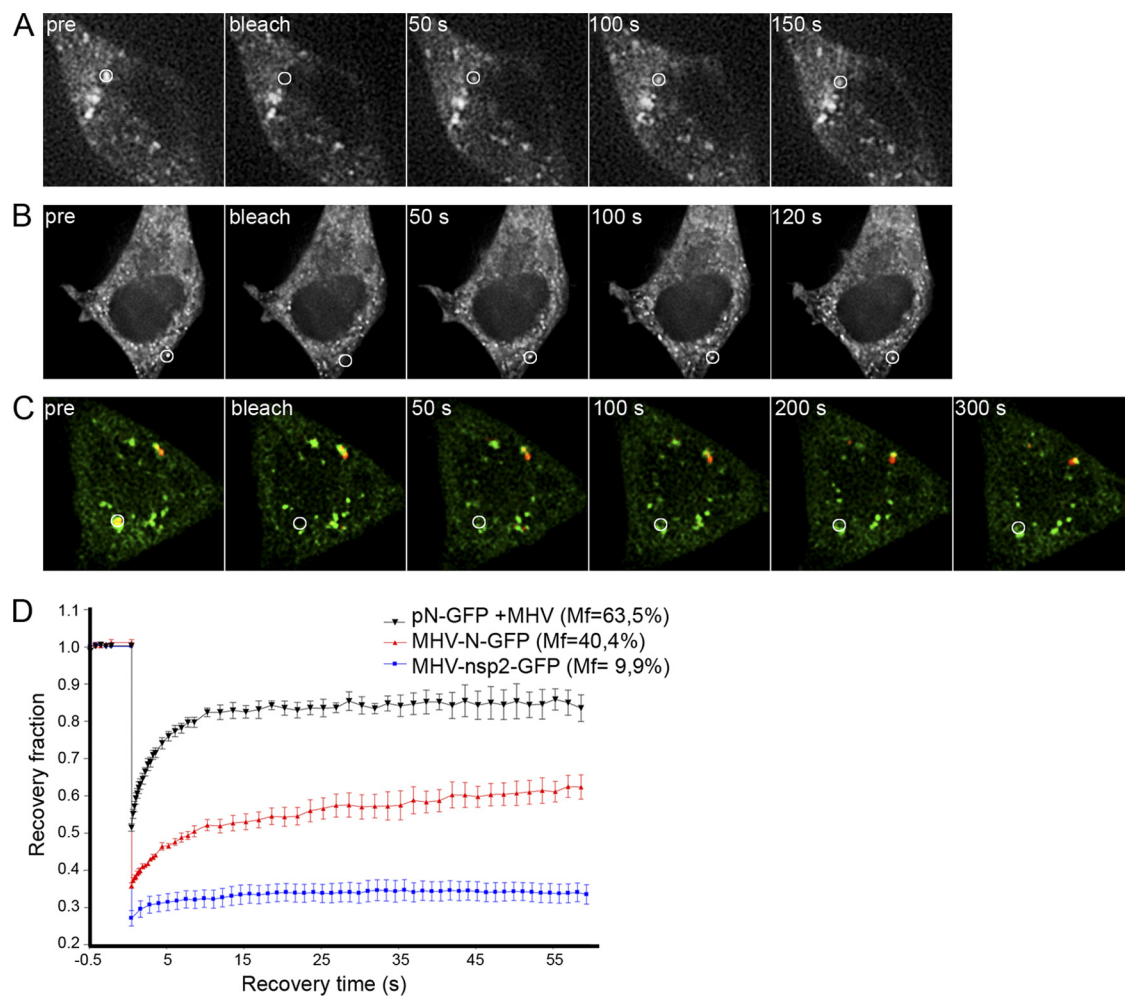 A
pre
bleach
50 s
100 s
150 s
B
pre
bleach
50 s
100 s
120 s
C
pre
bleach
50 s
100 s
200 s
300 s
D
1.1
1.0
0.9
0.8
0.7
0.6
0.5
0.4
0.3
0.2
Recovery fraction
pN-GFP +MHV (Mf=63,5%)
MHV-N-GFP (Mf=40,4%)
MHV-nsp2-GFP (Mf= 9,9%)
-0.5 5 15 25 35 45 55
Recovery time (s)